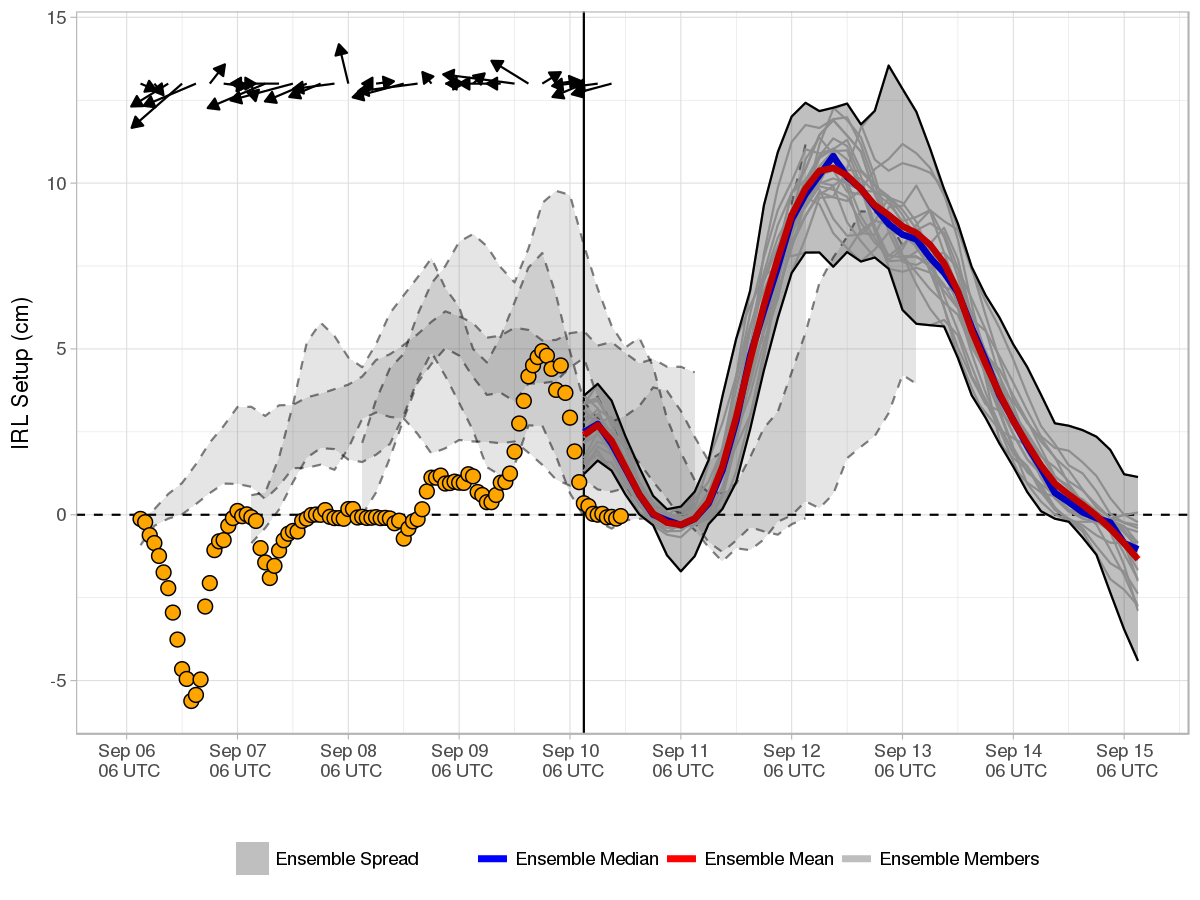 15
10
5
0
-5
IRL Setup (cm)
Sep 06 Sep 07 Sep 08 Sep 09 Sep 10 Sep 11 Sep 12 Sep 13 Sep 14 Sep 15
06 UTC 06 UTC 06 UTC 06 UTC 06 UTC 06 UTC 06 UTC 06 UTC 06 UTC 06 UTC
Ensemble Spread Ensemble Median Ensemble Mean Ensemble Members